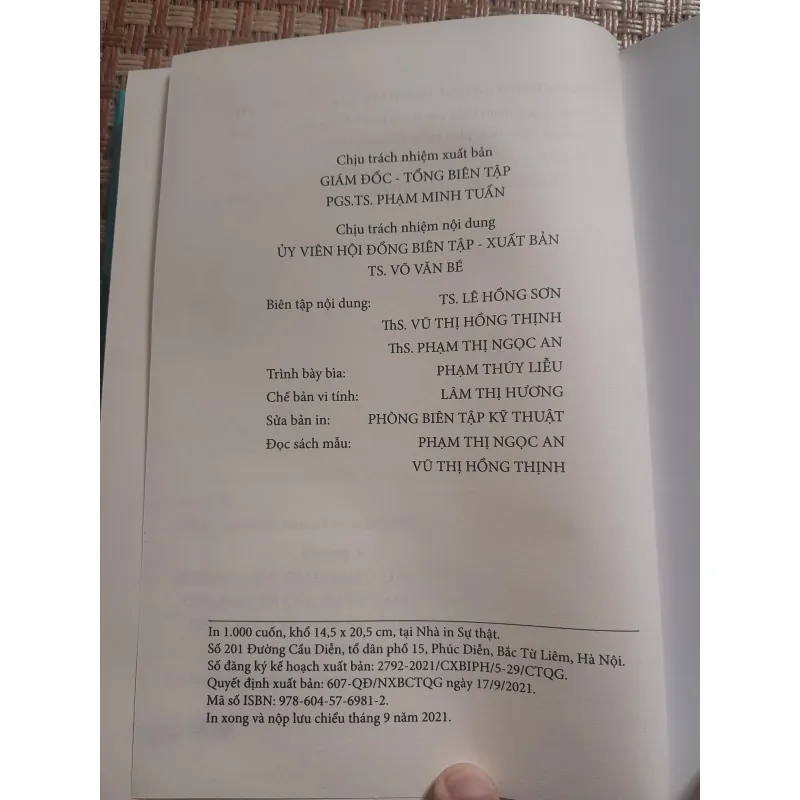 Chịu trách nhiệm xuất bản
GIÁM ĐỐC - TỔNG BIÊN TẬP
PGS.TS. PHẠM MINH TUẤN
Chịu trách nhiệm nội dung
ỦY VIÊN HỘI ĐỒNG BIÊN TẬP - XUẤT BẢN
TS. VÕ VĂN BÉ
Biên tập nội dung: TS. LÊ HỒNG SƠN
ThS. VŨ THỊ HỒNG THỊNH
ThS. PHẠM THỊ NGỌC AN
Trình bày bìa: PHẠM THÚY LIỄU
Chế bản vi tính: LÂM THỊ HƯƠNG
Sửa bản in: PHÒNG BIÊN TẬP KỸ THUẬT
Đọc sách mẫu: PHẠM THỊ NGỌC AN
VŨ THỊ HỒNG THỊNH
In 1.000 cuốn, khổ 14,5 x 20,5 cm, tại Nhà in Sự thật.
Số 201 Đường Cầu Diễn, tổ dân phố 15, Phúc Diễn, Bắc Từ Liêm, Hà Nội.
Số đăng ký kế hoạch xuất bản: 2792-2021/CXBIPH/5-29/CTQG.
Quyết định xuất bản: 607-QĐ/NXBCTQG ngày 17/9/2021.
Mã số ISBN: 978-604-57-6981-2.
In xong và nộp lưu chiểu tháng 9 năm 2021.